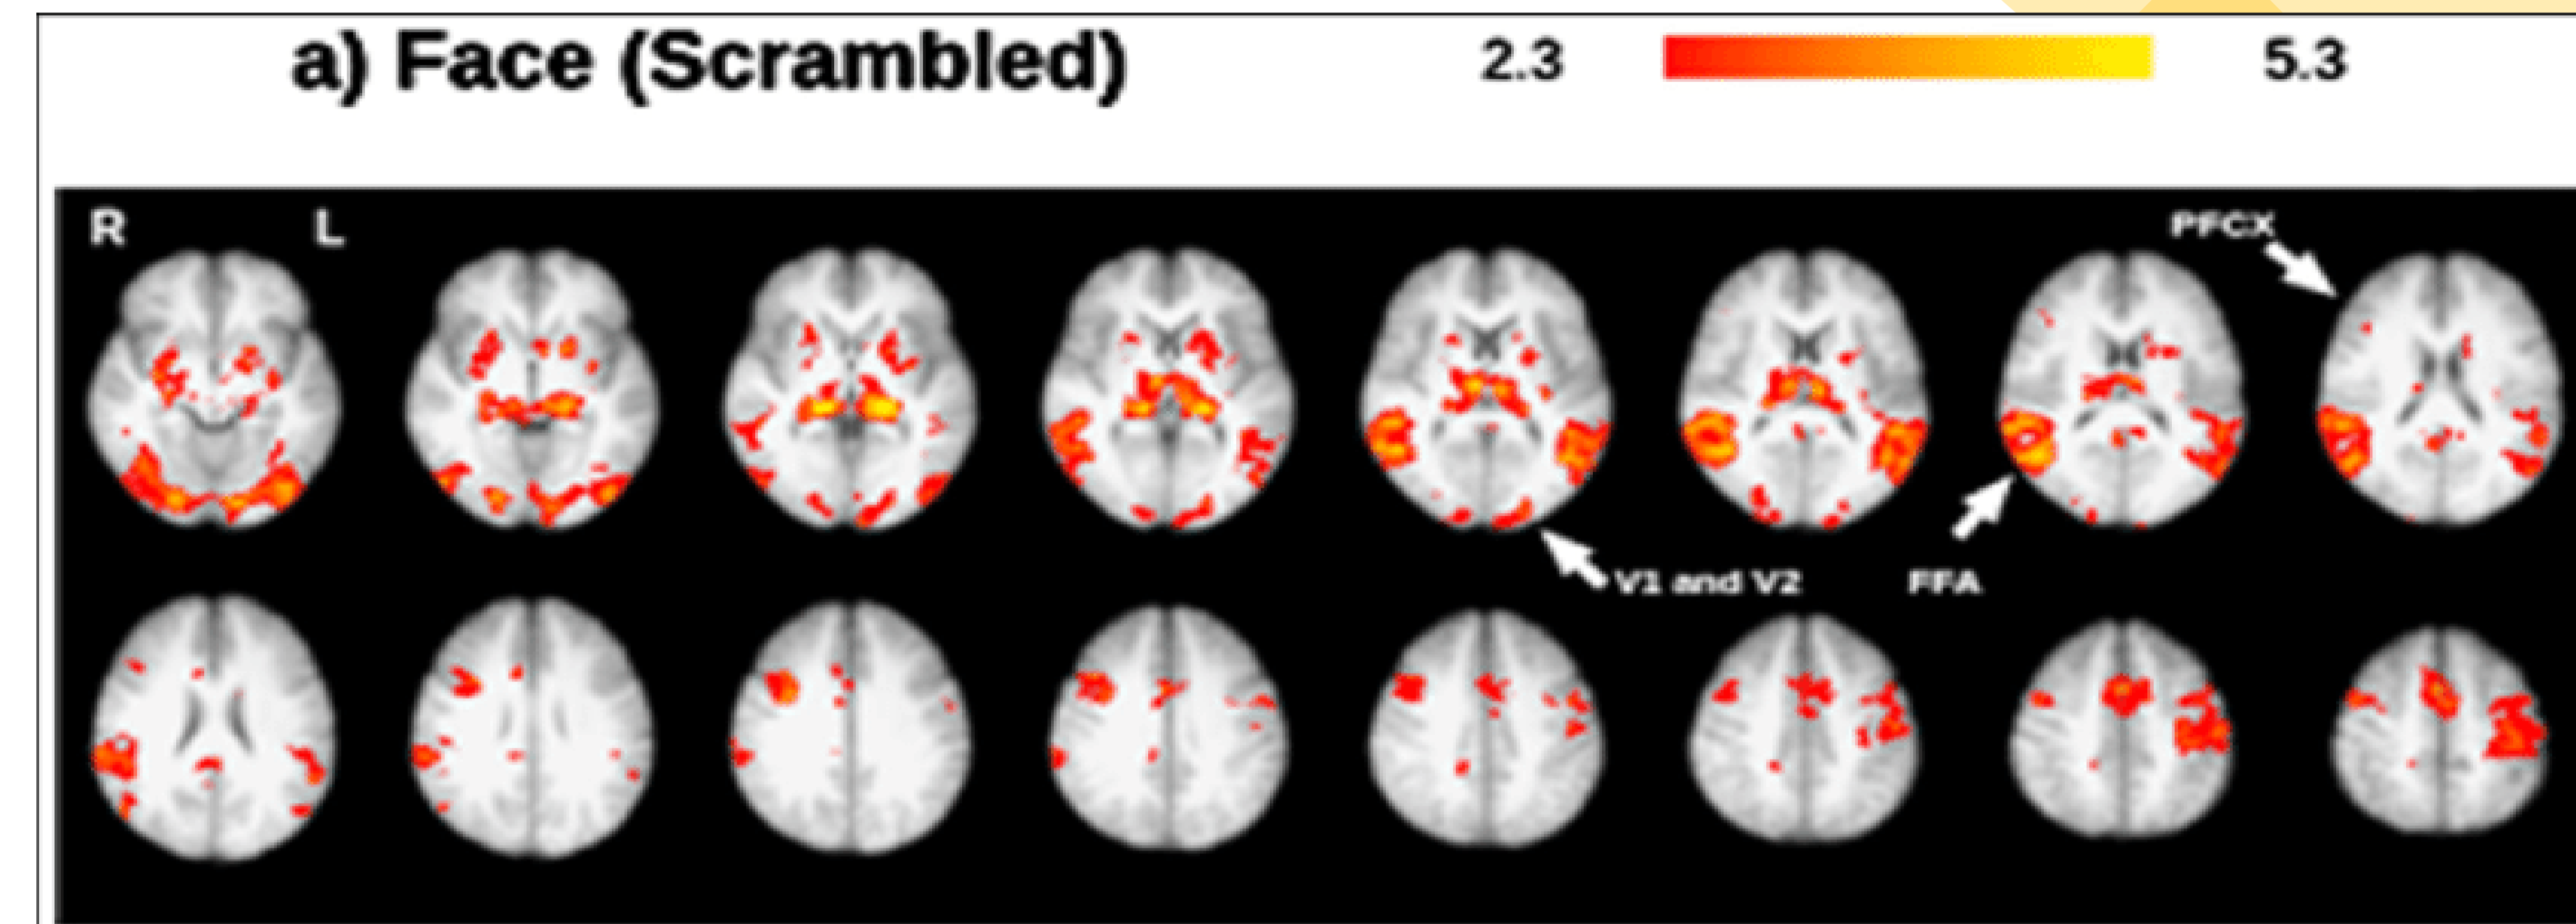 a) Face (Scrambled)
2.3 5.3
R L
PFCX
V1 and V2
FFA